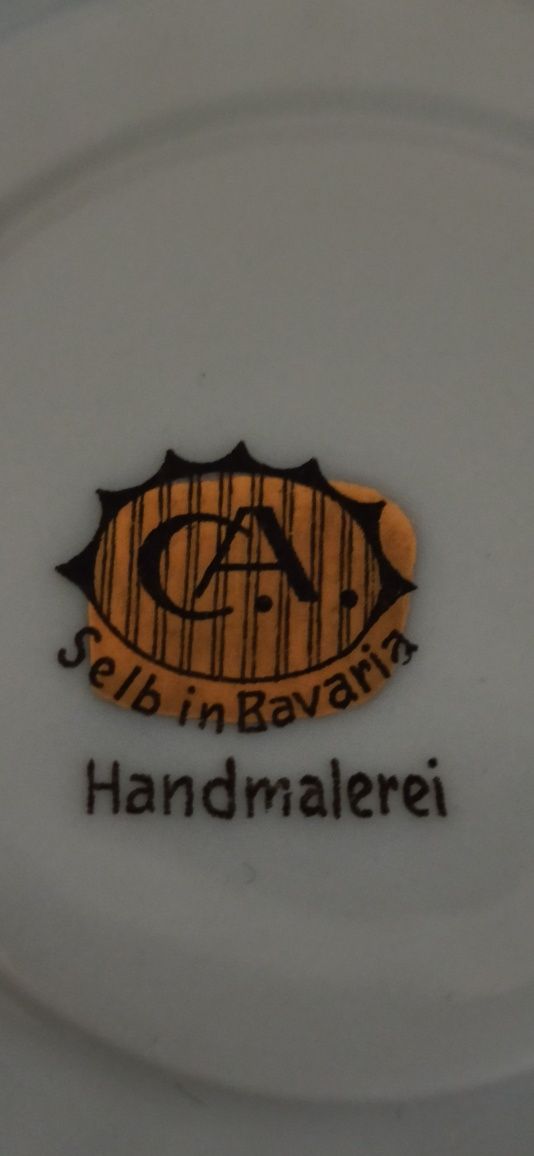 C.A.
Selb in Bavaria
Handmalerei